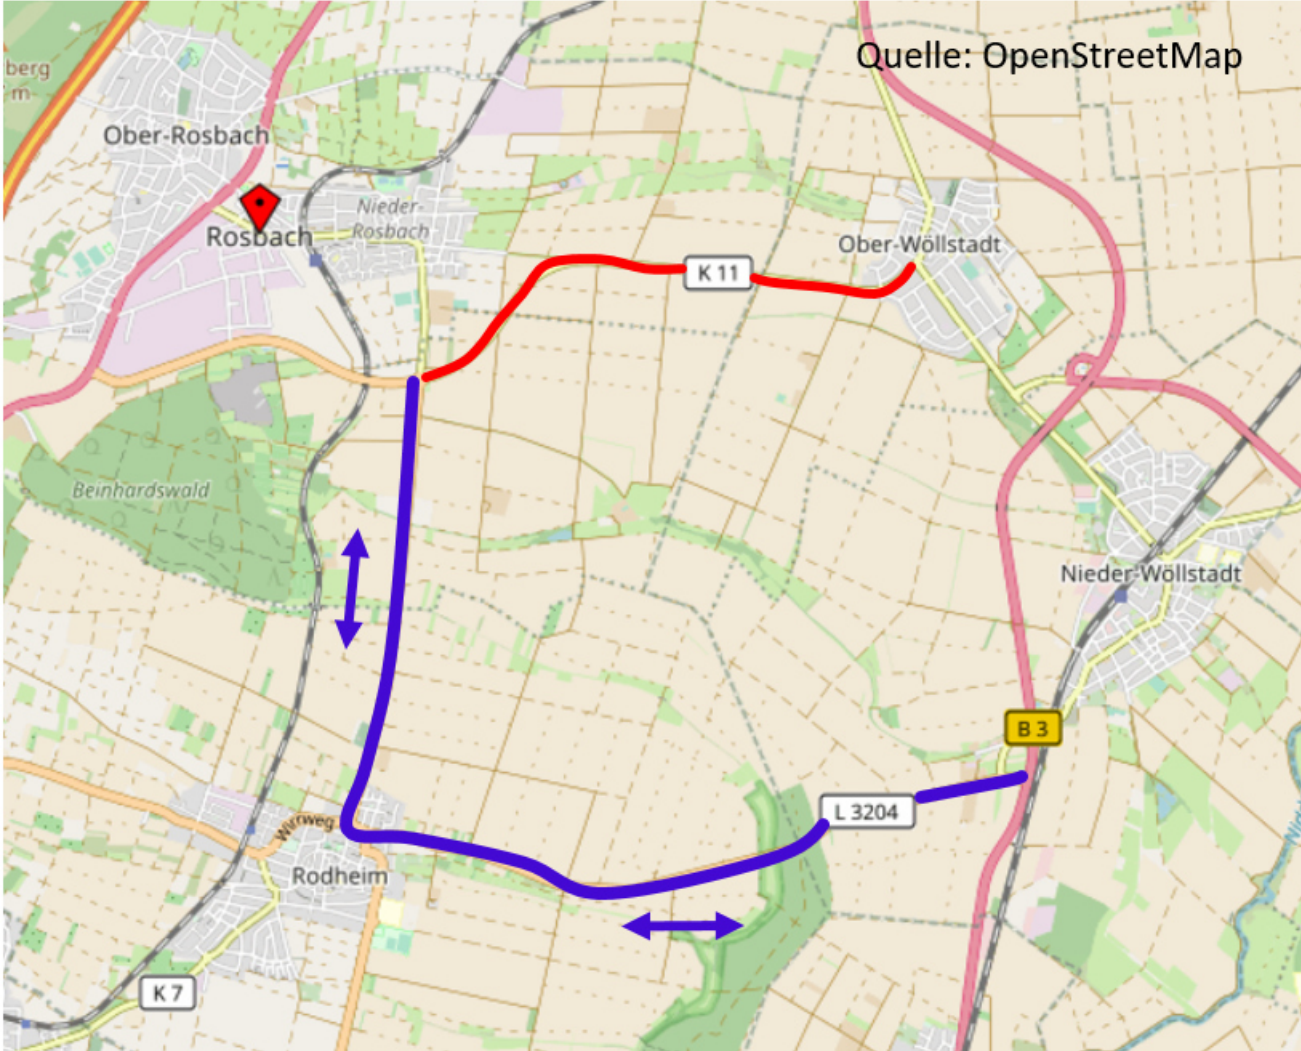 Quelle: OpenStreetMap
berg
m
Ober-Rosbach
Nieder-
Rosbach
Rosbach
Ober-Wöllstadt
K 11
Beinhardswald
Nieder-Wöllstadt
B 3
L 3204
Wirrweg
Rodheim
K 7